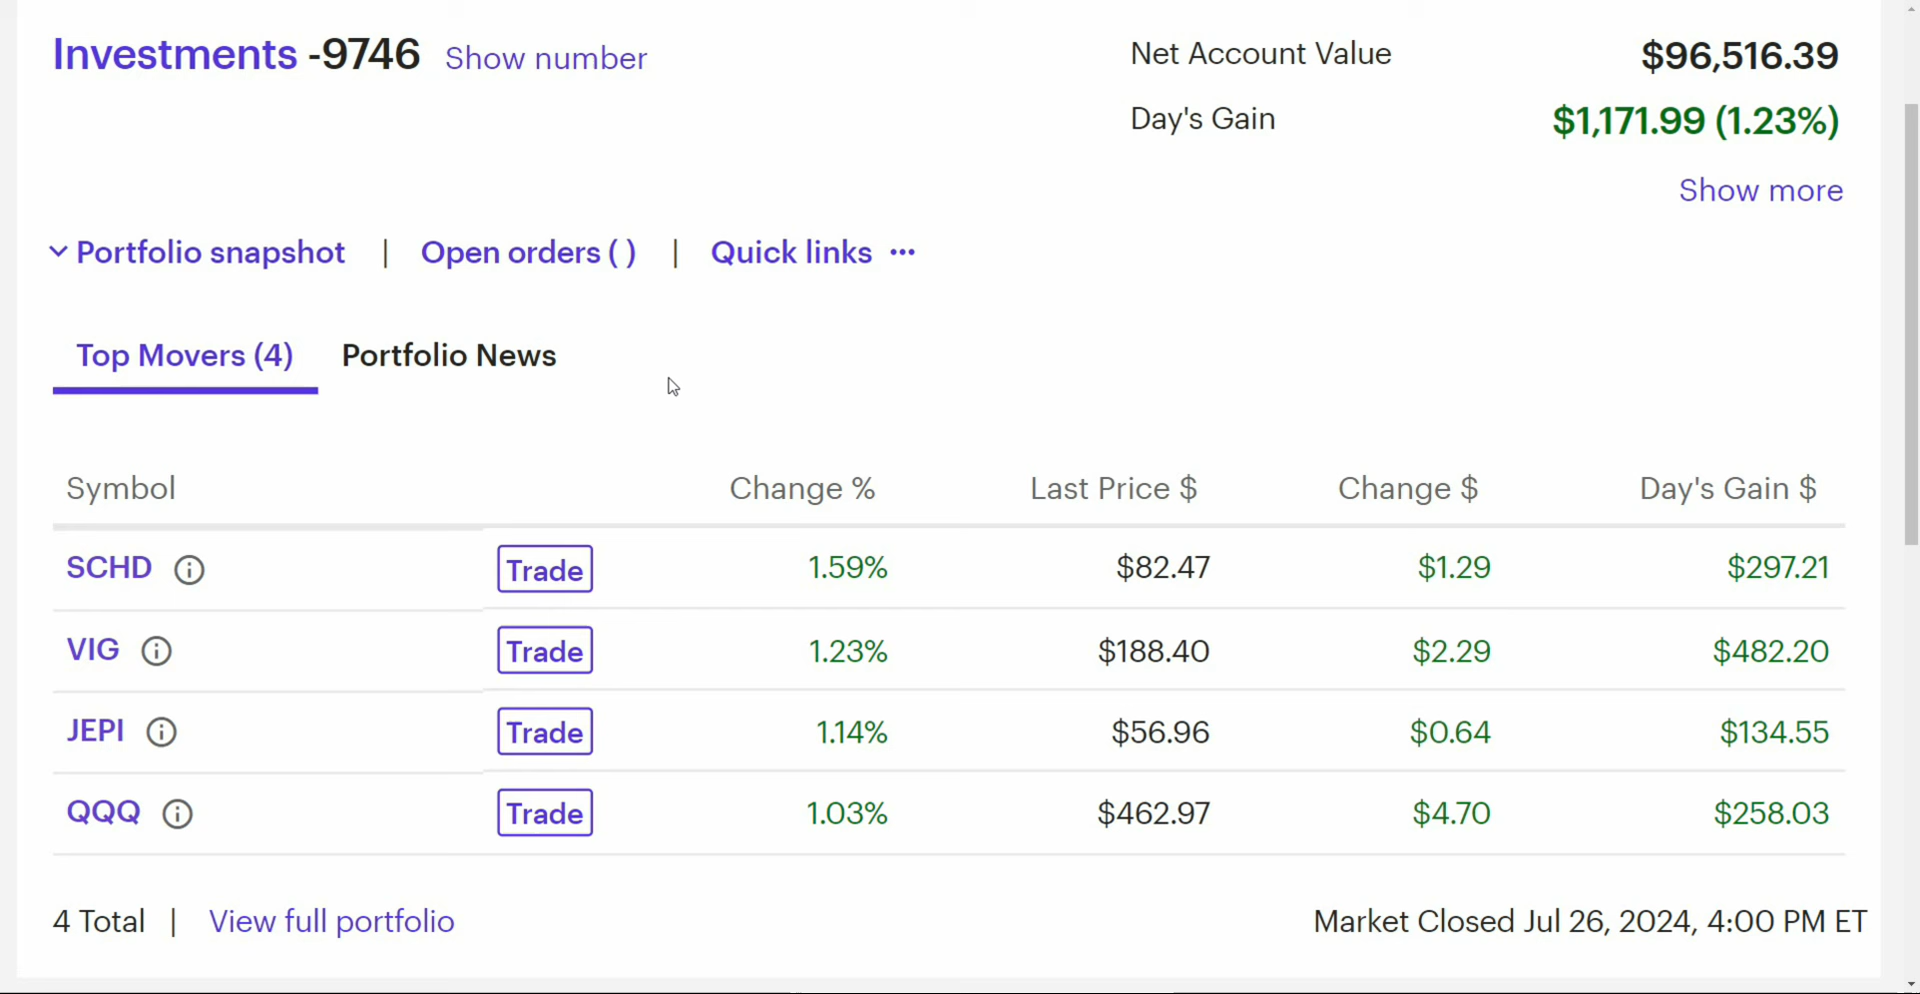 Investments -9746 Show number
Net Account Value $96,516.39
Day's Gain $1,171.99 (1.23%)
Show more
Portfolio snapshot | Open orders ( ) | Quick links ···
Top Movers (4) Portfolio News
Symbol Change % Last Price $ Change $ Day's Gain $
SCHD Trade 1.59% $82.47 $1.29 $297.21
VIG Trade 1.23% $188.40 $2.29 $482.20
JEPI Trade 1.14% $56.96 $0.64 $134.55
QQQ Trade 1.03% $462.97 $4.70 $258.03
4 Total | View full portfolio Market Closed Jul 26, 2024, 4:00 PM ET